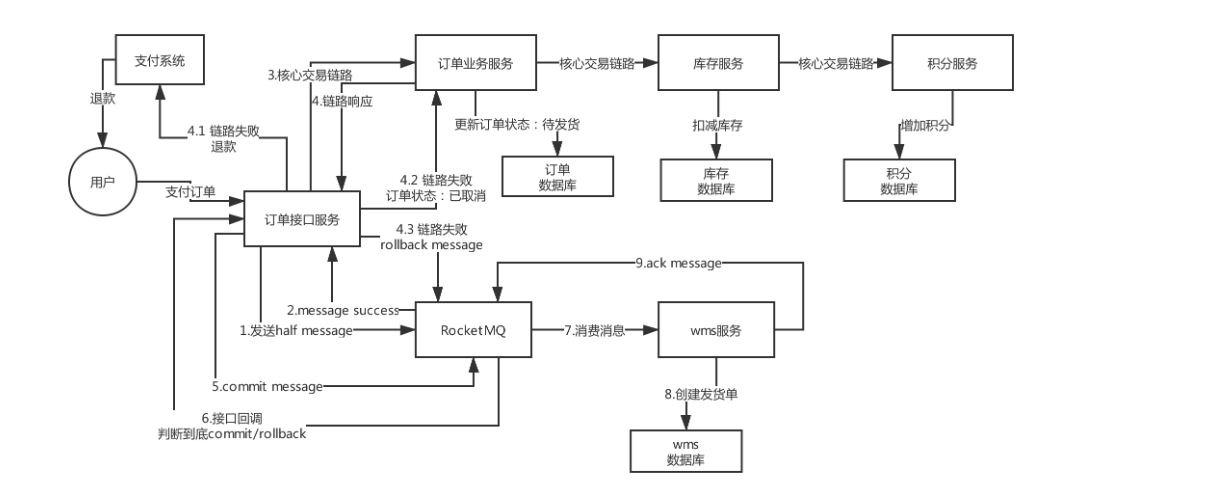 支付系统
订单业务服务
库存服务
积分服务
核心交易链路
核心交易链路
3.核心交易链路
退款
4.链路响应
4.1 链路失败
退款
更新订单状态：待发货
扣减库存
增加积分
订单
数据库
库存
数据库
积分
数据库
用户
支付订单
4.2 链路失败
订单状态：已取消
订单接口服务
4.3 链路失败
rollback message
9.ack message
2.message success
1.发送half message
RocketMQ
7.消费消息
wms服务
5.commit message
8.创建发货单
6.接口回调
判断到底commit/rollback
wms
数据库